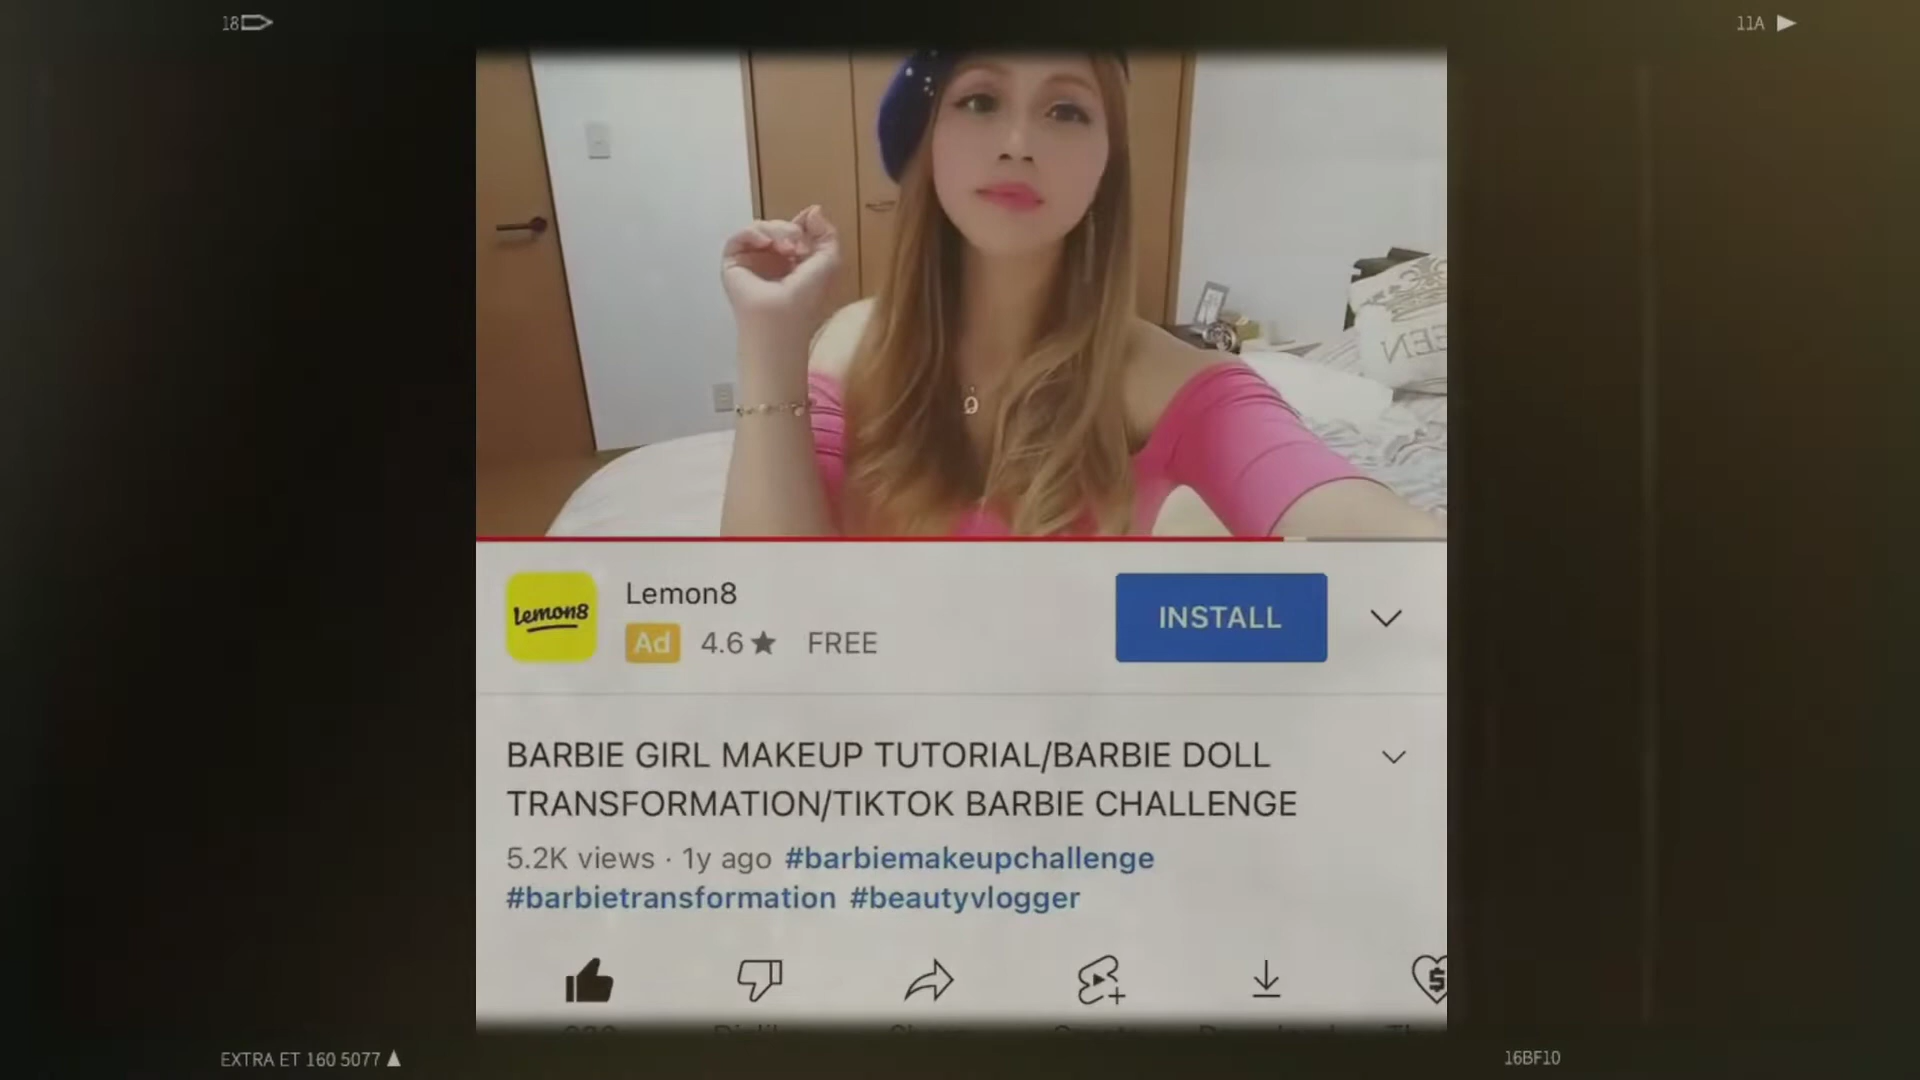 18
11A
Lemon8
lemon8
Ad 4.6★ FREE
INSTALL
BARBIE GIRL MAKEUP TUTORIAL/BARBIE DOLL
TRANSFORMATION/TIKTOK BARBIE CHALLENGE
5.2K views · 1y ago #barbiemakeupchallenge
#barbietransformation #beautyvlogger
EXTRA ET 160 5077
16BF10